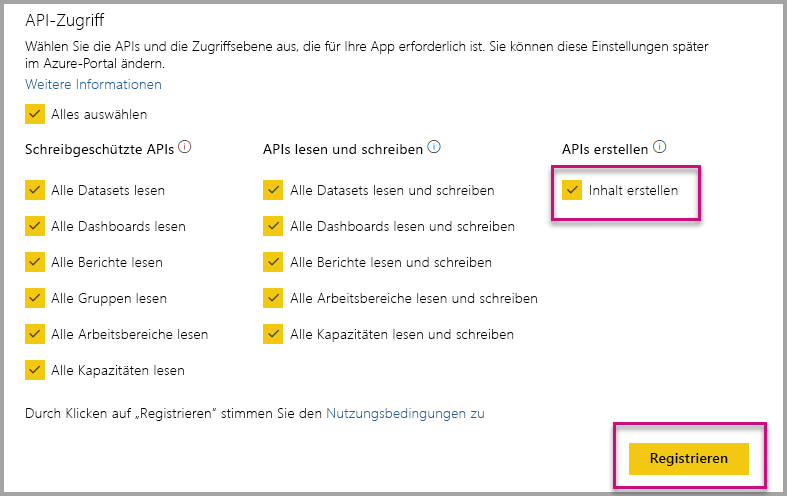 API-Zugriff
Wählen Sie die APIs und die Zugriffsebene aus, die für Ihre App erforderlich ist. Sie können diese Einstellungen später
im Azure-Portal ändern.
Weitere Informationen
Alles auswählen
Schreibgeschützte APIs
Alle Datasets lesen
Alle Dashboards lesen
Alle Berichte lesen
Alle Gruppen lesen
Alle Arbeitsbereiche lesen
Alle Kapazitäten lesen
APIs lesen und schreiben
Alle Datasets lesen und schreiben
Alle Dashboards lesen und schreiben
Alle Berichte lesen und schreiben
Alle Arbeitsbereiche lesen und schreiben
Alle Kapazitäten lesen und schreiben
APIs erstellen
Inhalt erstellen
Durch Klicken auf „Registrieren“ stimmen Sie den Nutzungsbedingungen zu
Registrieren